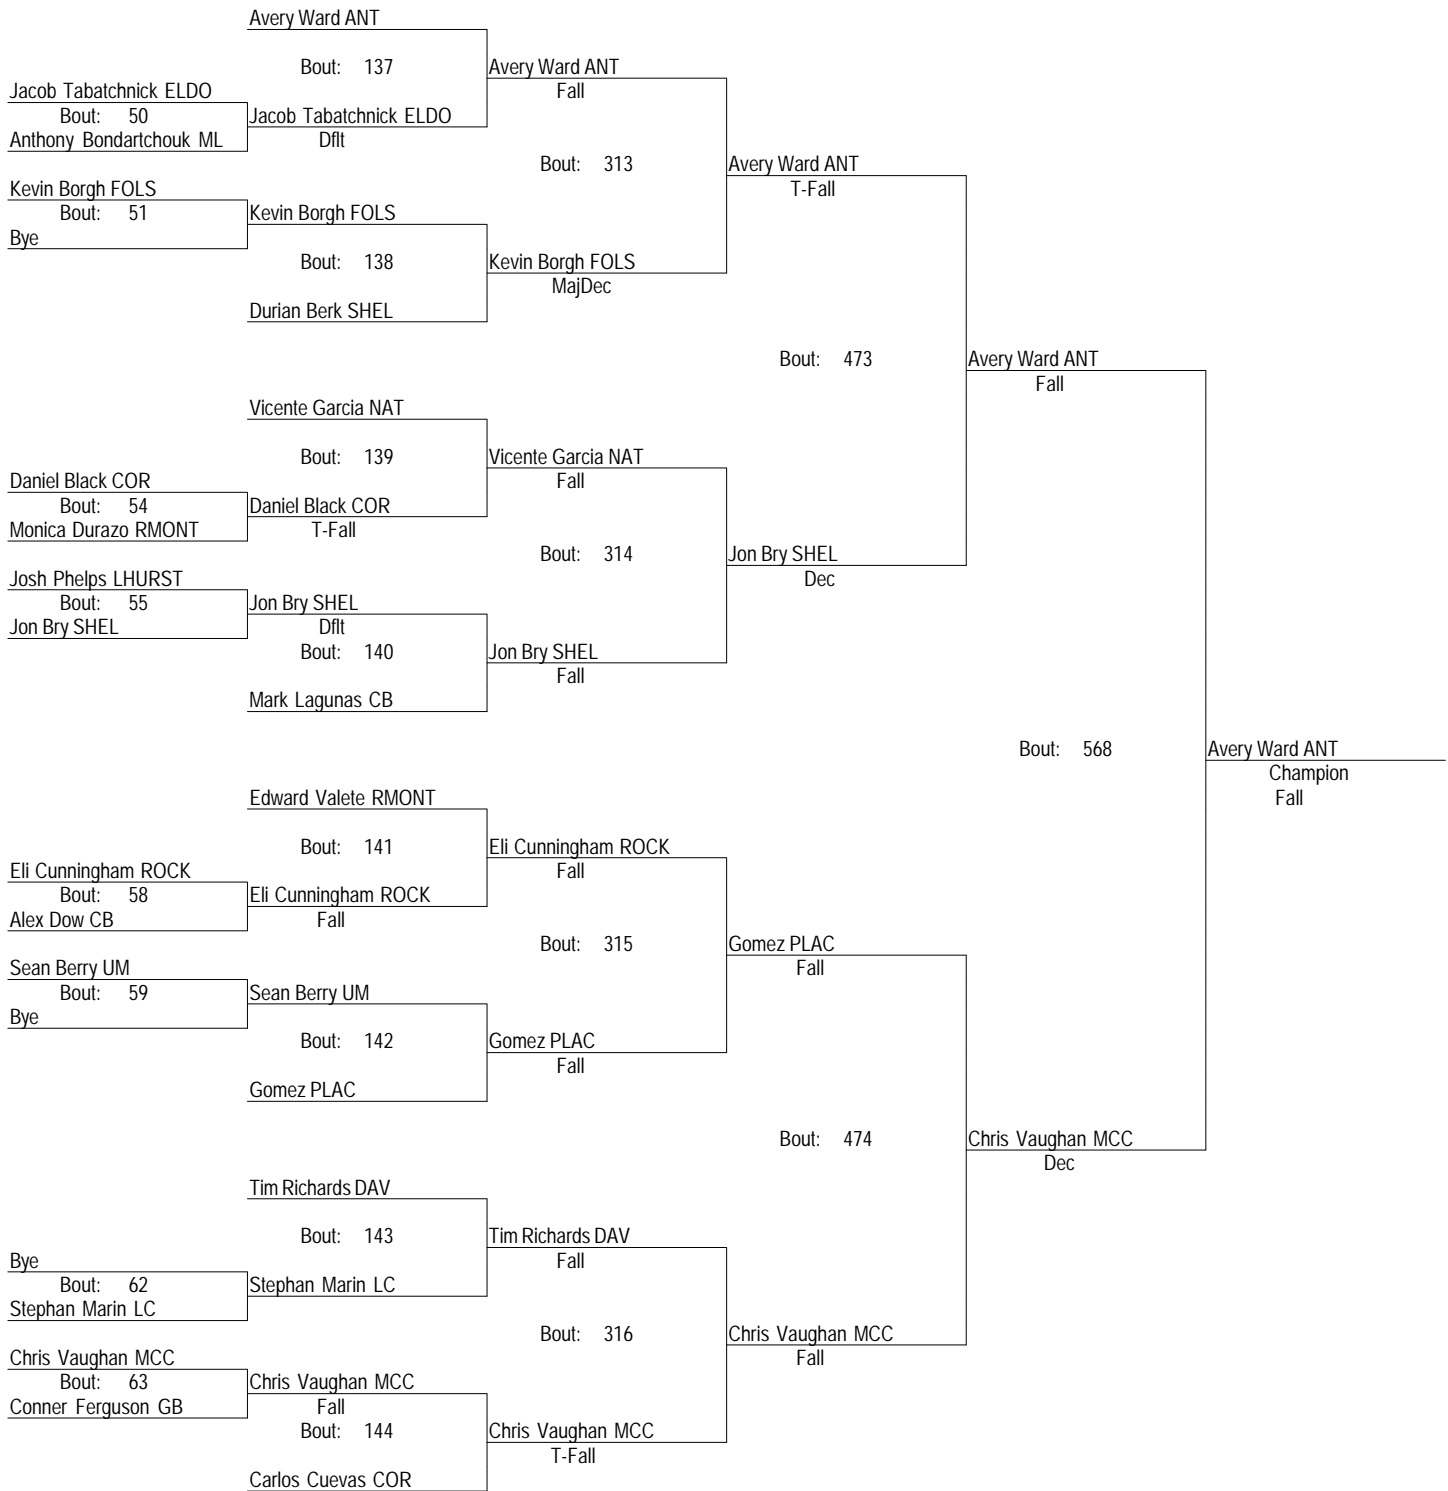 Avery Ward ANT
Bout: 137
Avery Ward ANT
Fall
Jacob Tabatchnick ELDO
Bout: 50
Jacob Tabatchnick ELDO
Dflt
Anthony Bondartchouk ML
Bout: 313
Avery Ward ANT
T-Fall
Kevin Borgh FOLS
Bout: 51
Kevin Borgh FOLS
Bye
Bout: 138
Kevin Borgh FOLS
MajDec
Durian Berk SHEL
Bout: 473
Avery Ward ANT
Fall
Vicente Garcia NAT
Bout: 139
Vicente Garcia NAT
Fall
Daniel Black COR
Bout: 54
Daniel Black COR
T-Fall
Monica Durazo RMONT
Bout: 314
Jon Bry SHEL
Dec
Josh Phelps LHURST
Bout: 55
Jon Bry SHEL
Dflt
Jon Bry SHEL
Bout: 140
Jon Bry SHEL
Fall
Mark Lagunas CB
Bout: 568
Avery Ward ANT
Champion
Fall
Edward Valete RMONT
Bout: 141
Eli Cunningham ROCK
Fall
Eli Cunningham ROCK
Bout: 58
Eli Cunningham ROCK
Fall
Alex Dow CB
Bout: 315
Gomez PLAC
Fall
Sean Berry UM
Bout: 59
Sean Berry UM
Bye
Bout: 142
Gomez PLAC
Fall
Gomez PLAC
Bout: 474
Chris Vaughan MCC
Dec
Tim Richards DAV
Bout: 143
Tim Richards DAV
Fall
Bye
Bout: 62
Stephan Marin LC
Stephan Marin LC
Bout: 316
Chris Vaughan MCC
Fall
Chris Vaughan MCC
Bout: 63
Chris Vaughan MCC
Fall
Conner Ferguson GB
Bout: 144
Chris Vaughan MCC
T-Fall
Carlos Cuevas COR